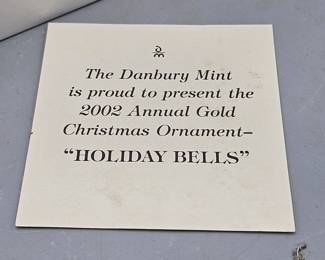 The Danbury Mint
is proud to present the
2002 Annual Gold
Christmas Ornament–
“HOLIDAY BELLS”